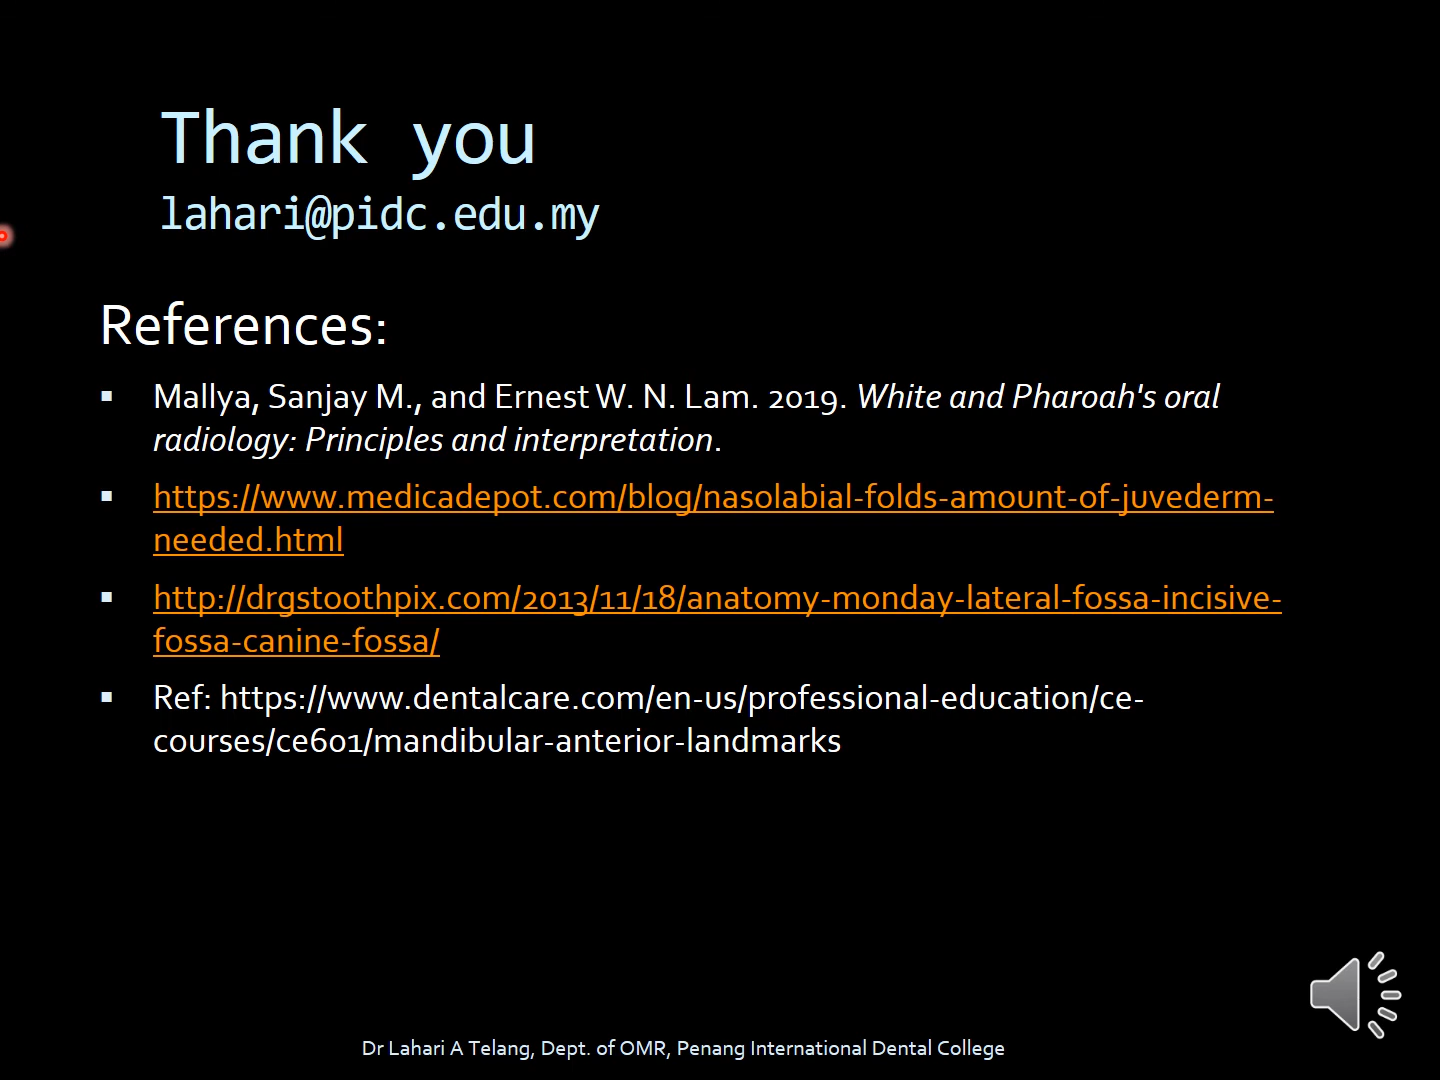 Thank you
lahari@pidc.edu.my
References:
▪ Mallya, Sanjay M., and Ernest W. N. Lam. 2019. White and Pharoah's oral
radiology: Principles and interpretation.
▪ https://www.medicadepot.com/blog/nasolabial-folds-amount-of-juvederm-
needed.html
▪ http://drgstoothpix.com/2013/11/18/anatomy-monday-lateral-fossa-incisive-
fossa-canine-fossa/
▪ Ref: https://www.dentalcare.com/en-us/professional-education/ce-
courses/ce601/mandibular-anterior-landmarks
Dr Lahari A Telang, Dept. of OMR, Penang International Dental College